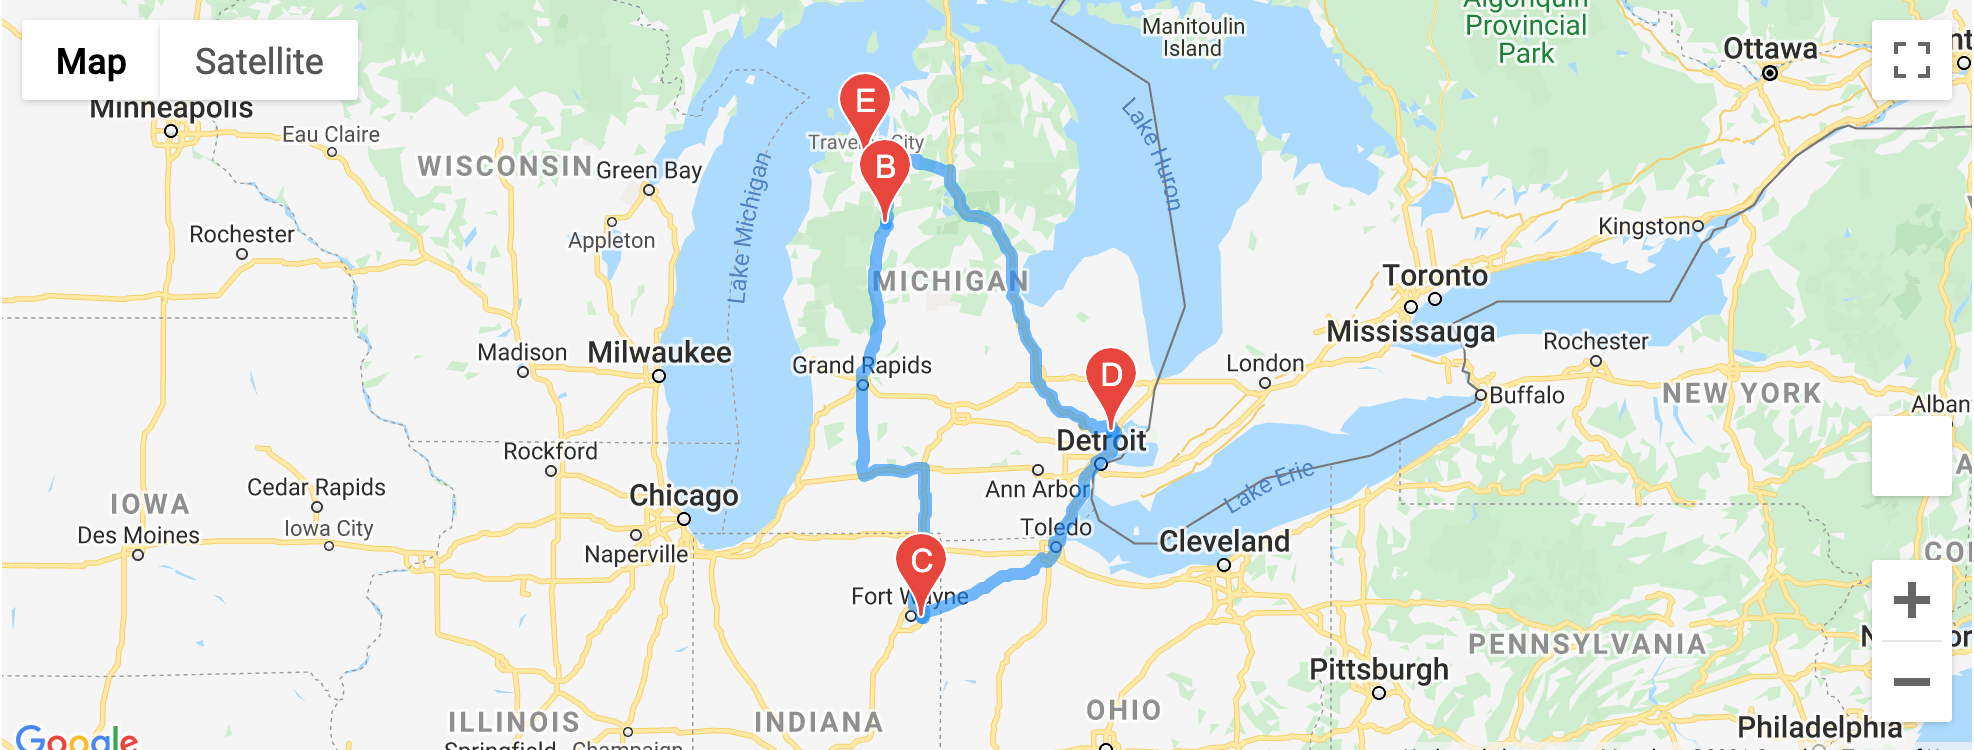 Algonquin
Provincial
Park
Manitoulin
Island
Ottawa
Map
Satellite
Minneapolis
Eau Claire
WISCONSIN
Green Bay
Appleton
Rochester
Lake Michigan
E
B
Lake Huron
Kingston
MICHIGAN
Toronto
Mississauga
Rochester
Madison
Milwaukee
Grand Rapids
D
London
Buffalo
NEW YORK
Detroit
Rockford
Ann Arbor
Lake Erie
Cedar Rapids
IOWA
Chicago
Iowa City
Des Moines
Naperville
Toledo
Cleveland
C
Fort Wayne
PENNSYLVANIA
Pittsburgh
ILLINOIS
INDIANA
OHIO
Philadelphia
Google
Springfield
Champaign